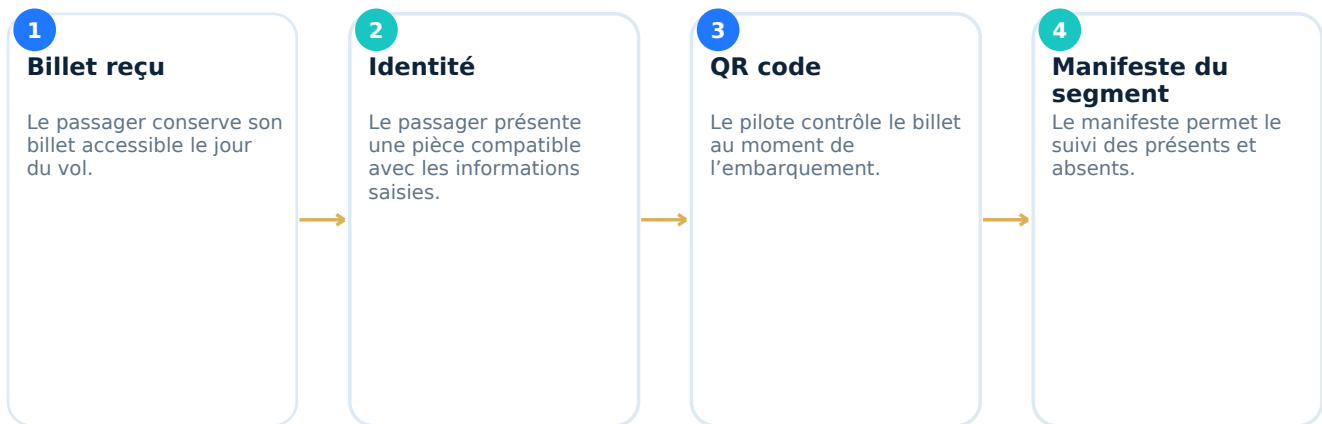 1
Billet reçu
Le passager conserve son
billet accessible le jour
du vol.
2
Identité
Le passager présente
une pièce compatible
avec les informations
saisies.
3
QR code
Le pilote contrôle le billet
au moment de
l’embarquement.
4
Manifeste du
segment
Le manifeste permet le
suivi des présents et
absents.